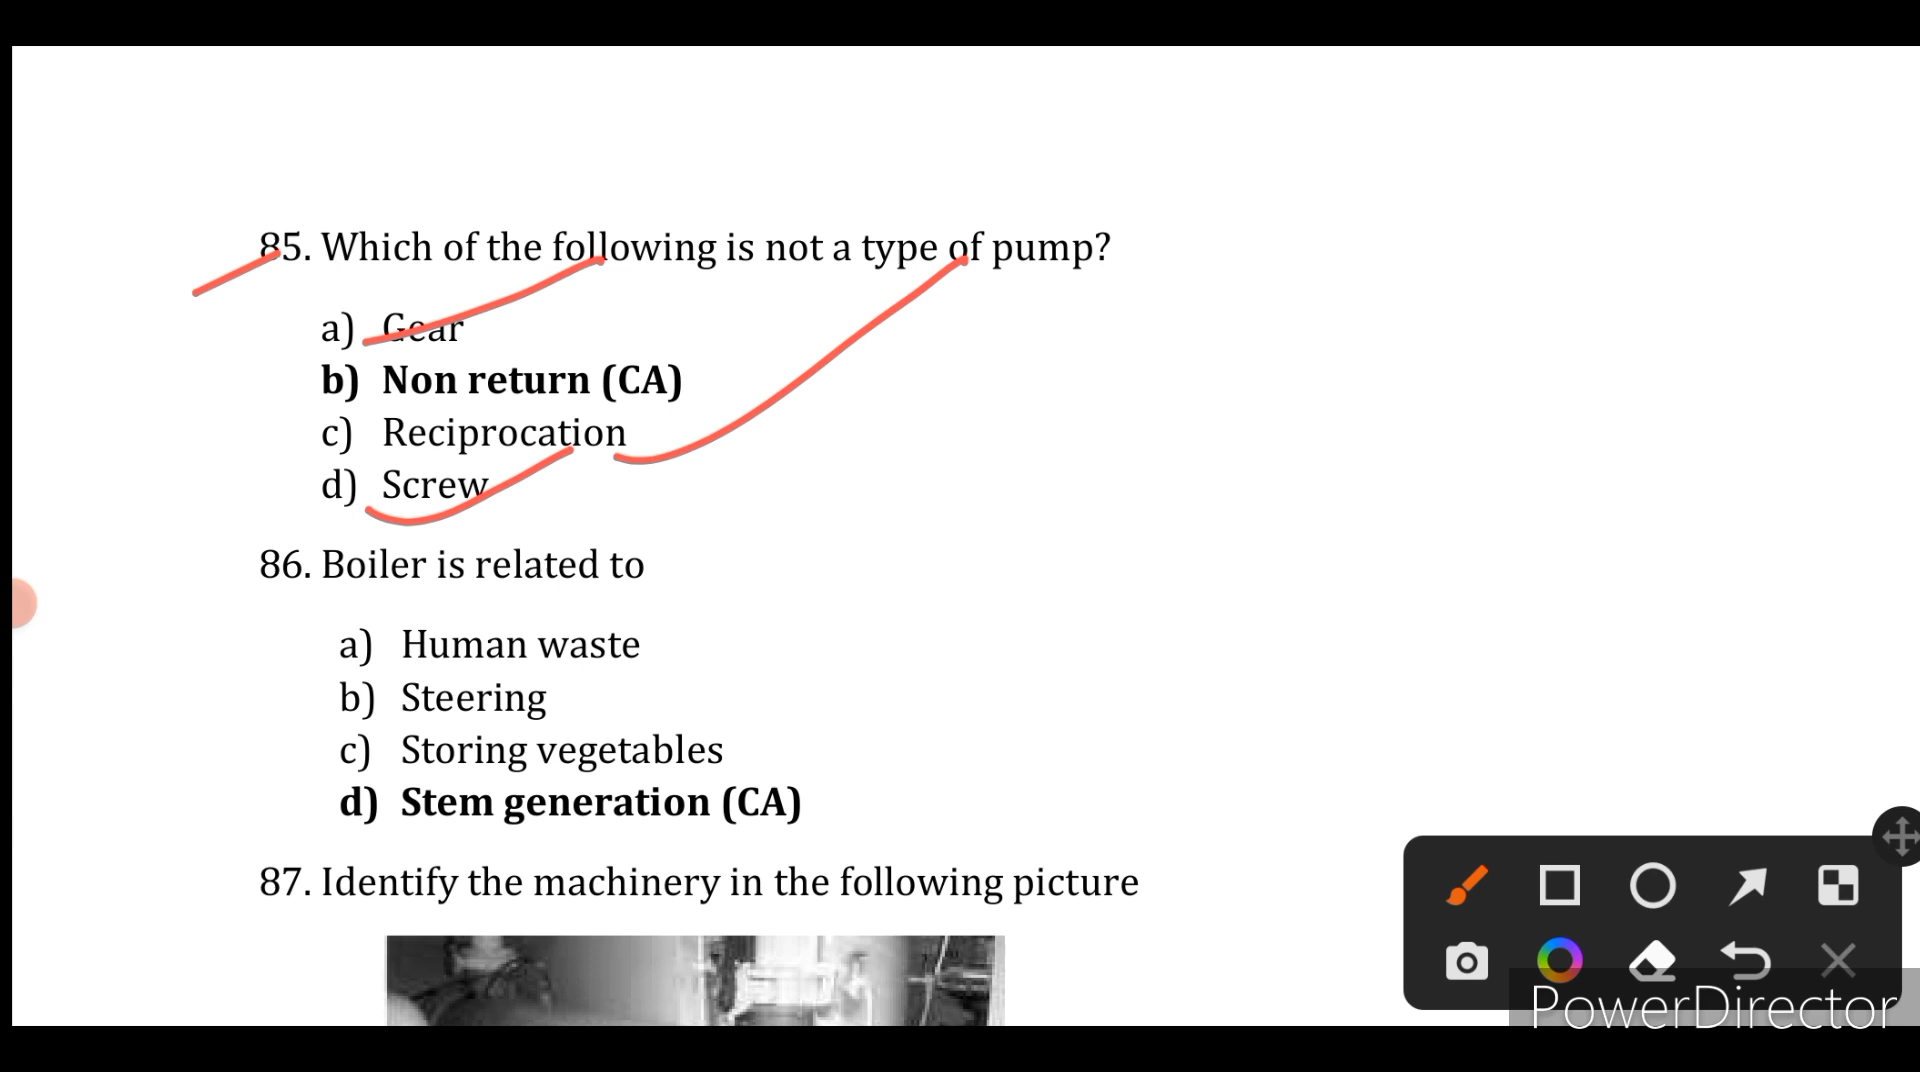 85. Which of the following is not a type of pump?
a) Gear
b) Non return (CA)
c) Reciprocation
d) Screw
86. Boiler is related to
a) Human waste
b) Steering
c) Storing vegetables
d) Stem generation (CA)
87. Identify the machinery in the following picture
PowerDirector